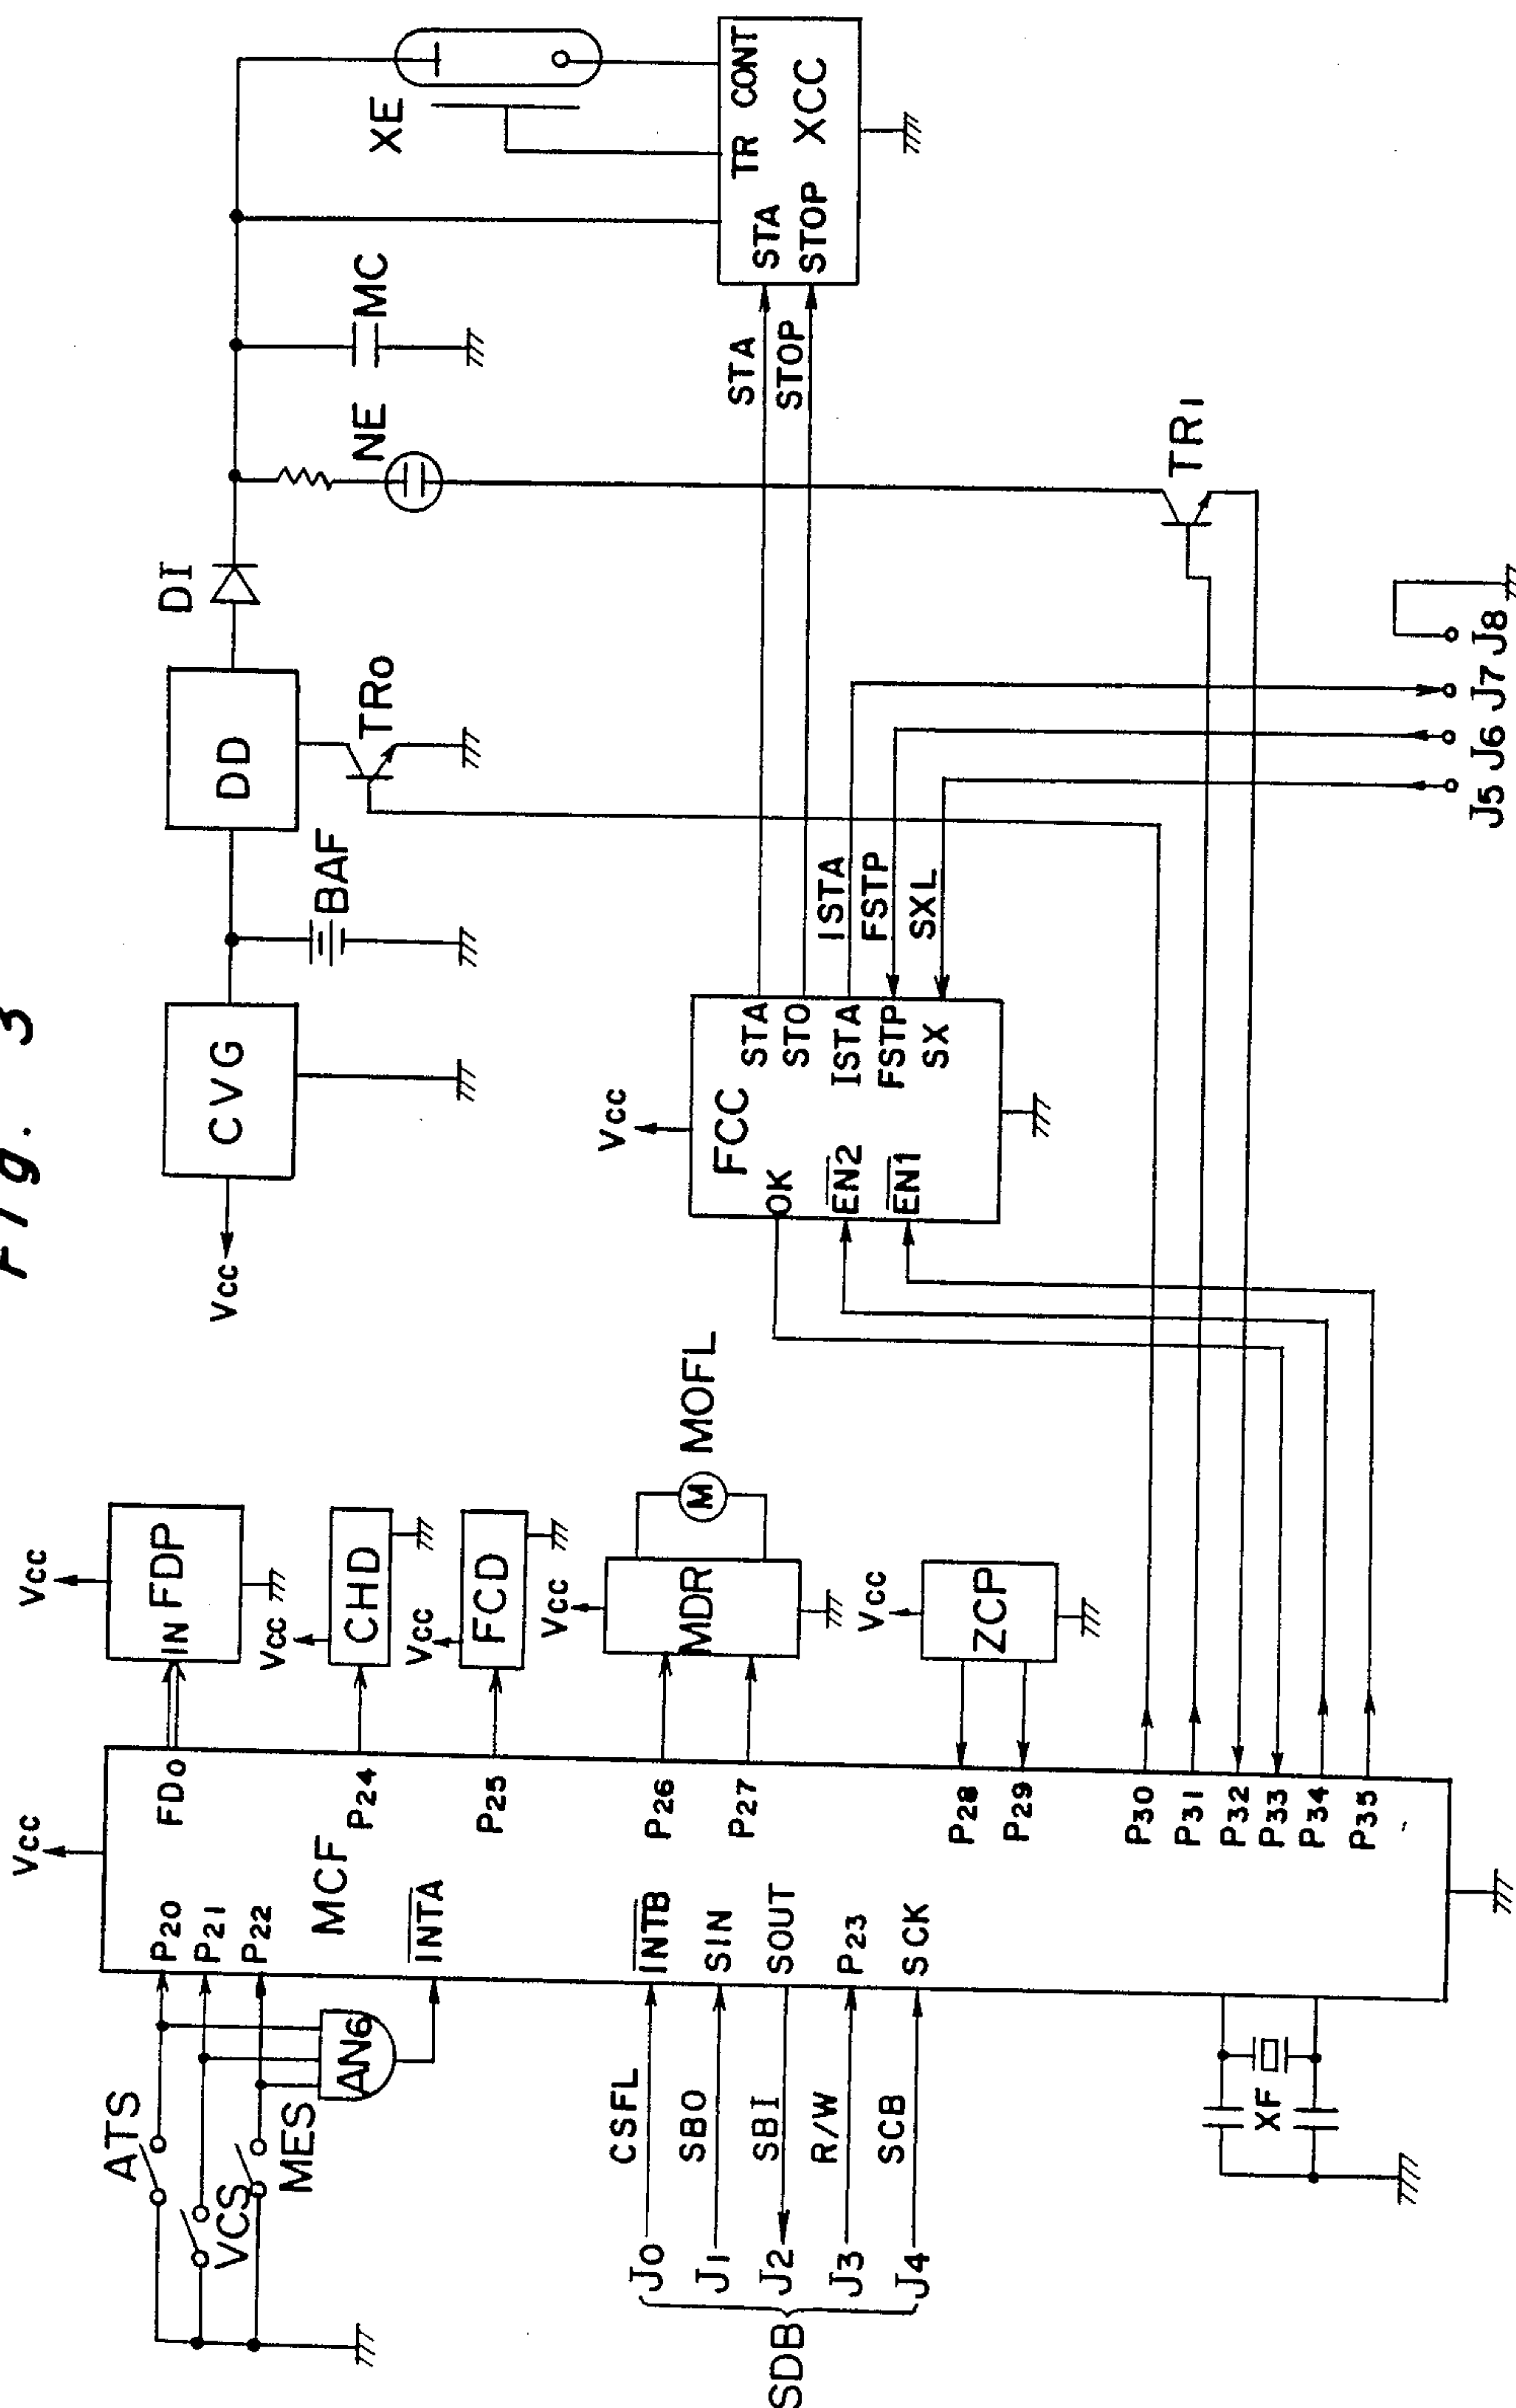 Fig. 3
Vcc
CVG
BAF
DD
TRo
DI
NE
MC
XE
TR CONT
STA
STOP XCC
STA
STOP
Vcc
FCC
OK
EN2
EN1
STA
STO
ISTA
FSTP
SX
ISTA
FSTP
SXL
TR1
J5 J6 J7 J8
Vcc
IN FDP
Vcc
CHD
Vcc
FCD
Vcc
MDR
M MOFL
Vcc
ZCP
Vcc
MCF
FDo
P24
P25
P26
P27
P28
P29
P30
P31
P32
P33
P34
P35
P20
P21
P22
INTA
INTB
SIN
SOUT
P23
SCK
ATS
VCS
MES
AN6
CSFL
SBO
SBI
R/W
SCB
J0
J1
J2
J3
J4
SDB
XF